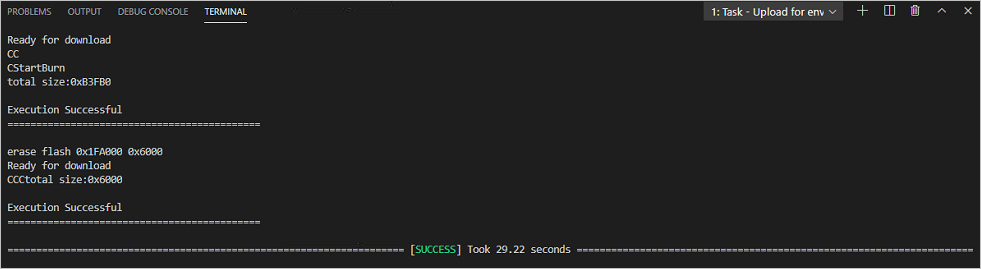 PROBLEMS OUTPUT DEBUG CONSOLE TERMINAL 1: Task - Upload for env
Ready for download
CC
CStartBurn
total size:0xB3FB0
Execution Successful
============================================
erase flash 0x1FA000 0x6000
Ready for download
CCCtotal size:0x6000
Execution Successful
============================================
===================================================================== [SUCCESS] Took 29.22 seconds =====================================================================